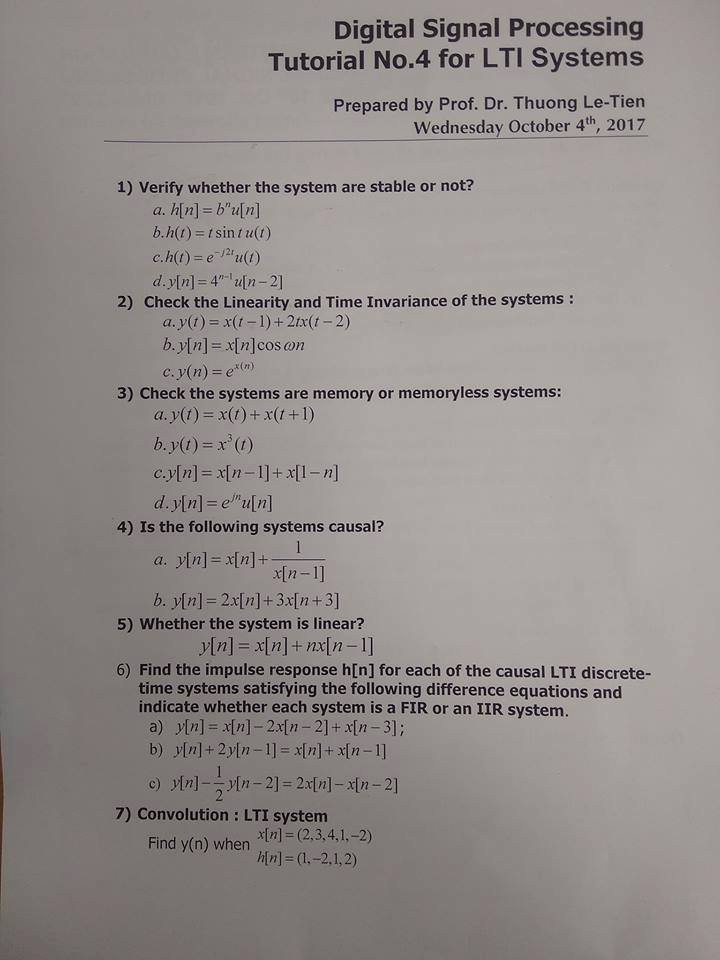 Digital Signal Processing
Tutorial No.4 for LTI Systems
Prepared by Prof. Dr. Thuong Le-Tien
Wednesday October 4th, 2017
1) Verify whether the system are stable or not?
a. h[n] = bⁿu[n]
b.h(t) = t sin t u(t)
c.h(t) = e^{-j2t}u(t)
d.y[n] = 4^{n-1}u[n-2]
2) Check the Linearity and Time Invariance of the systems :
a.y(t) = x(t-1)+2tx(t-2)
b.y[n] = x[n]cos ωn
c.y(n) = e^{x(n)}
3) Check the systems are memory or memoryless systems:
a.y(t) = x(t)+x(t+1)
b.y(t) = x³(t)
c.y[n] = x[n-1]+x[1-n]
d.y[n] = e^{jn}u[n]
4) Is the following systems causal?
a. y[n] = x[n]+ 1/x[n-1]
b. y[n] = 2x[n]+3x[n+3]
5) Whether the system is linear?
y[n] = x[n]+nx[n-1]
6) Find the impulse response h[n] for each of the causal LTI discrete-
time systems satisfying the following difference equations and
indicate whether each system is a FIR or an IIR system.
a) y[n] = x[n]-2x[n-2]+x[n-3];
b) y[n]+2y[n-1] = x[n]+x[n-1]
c) y[n]-1/2 y[n-2] = 2x[n]-x[n-2]
7) Convolution : LTI system
Find y(n) when x[n] = (2,3,4,1,-2)
h[n] = (1,-2,1,2)